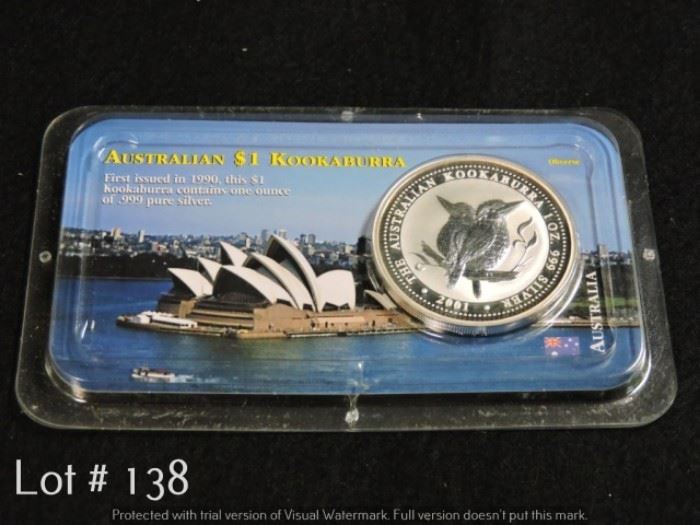 AUSTRALIAN $1 KOOKABURRA
Obverse
First issued in 1990, this $1
Kookaburra contains one ounce
of .999 pure silver.
THE AUSTRALIAN KOOKABURRA 1 OZ. 999 SILVER
2001
AUSTRALIA
Lot # 138
Protected with trial version of Visual Watermark. Full version doesn't put this mark.